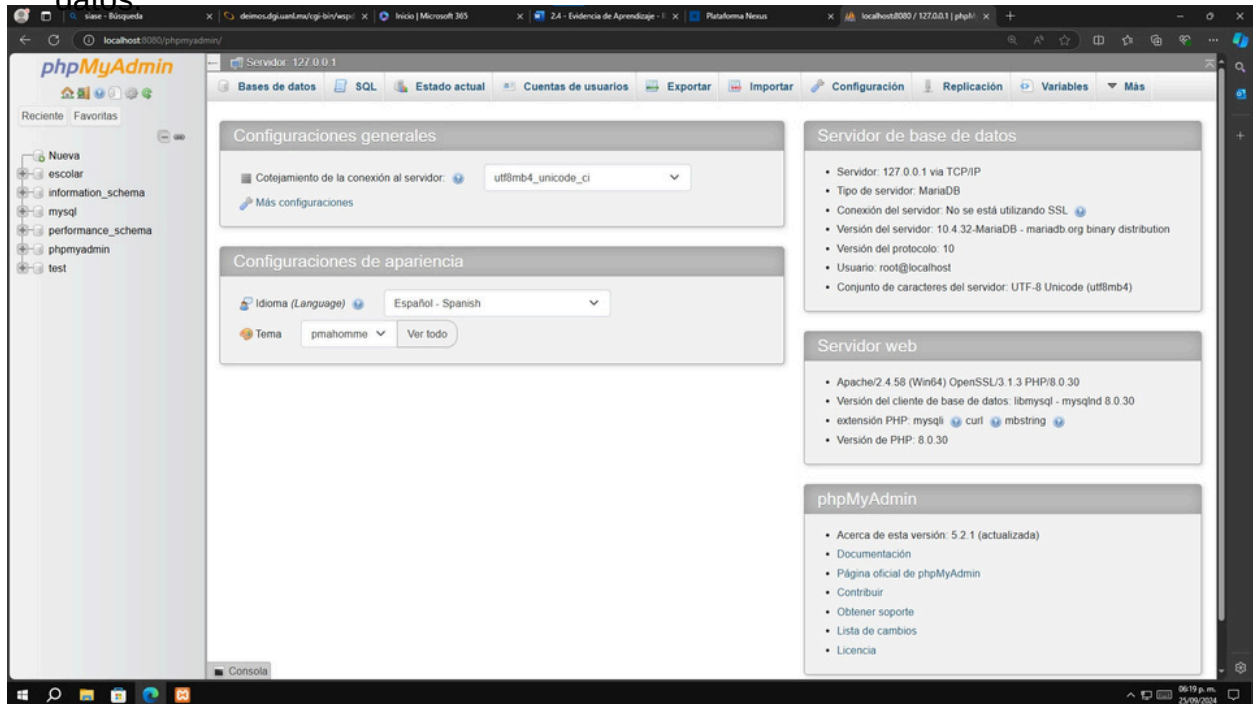 datos.
siase - Búsqueda
deimos.dgi.uanl.mx/cgi-bin/wspd
Inicio | Microsoft 365
2.4 - Evidencia de Aprendizaje -
Plataforma Nexus
localhost:8080 / 127.0.0.1 | phpM
localhost:8080/phpmyadmin/
phpMyAdmin
Reciente Favoritas
Nueva
escolar
information_schema
mysql
performance_schema
phpmyadmin
test
Servidor: 127.0.0.1
Bases de datos SQL Estado actual Cuentas de usuarios Exportar Importar Configuración Replicación Variables Más
Configuraciones generales
Cotejamiento de la conexión al servidor: utf8mb4_unicode_ci
Más configuraciones
Configuraciones de apariencia
Idioma (Language) Español - Spanish
Tema pmahomme Ver todo
Servidor de base de datos
• Servidor: 127.0.0.1 via TCP/IP
• Tipo de servidor: MariaDB
• Conexión del servidor: No se está utilizando SSL
• Versión del servidor: 10.4.32-MariaDB - mariadb.org binary distribution
• Versión del protocolo: 10
• Usuario: root@localhost
• Conjunto de caracteres del servidor: UTF-8 Unicode (utf8mb4)
Servidor web
• Apache/2.4.58 (Win64) OpenSSL/3.1.3 PHP/8.0.30
• Versión del cliente de base de datos: libmysql - mysqlnd 8.0.30
• extensión PHP: mysqli curl mbstring
• Versión de PHP: 8.0.30
phpMyAdmin
• Acerca de esta versión: 5.2.1 (actualizada)
• Documentación
• Página oficial de phpMyAdmin
• Contribuir
• Obtener soporte
• Lista de cambios
• Licencia
Consola
06:19 p. m.
25/09/2024